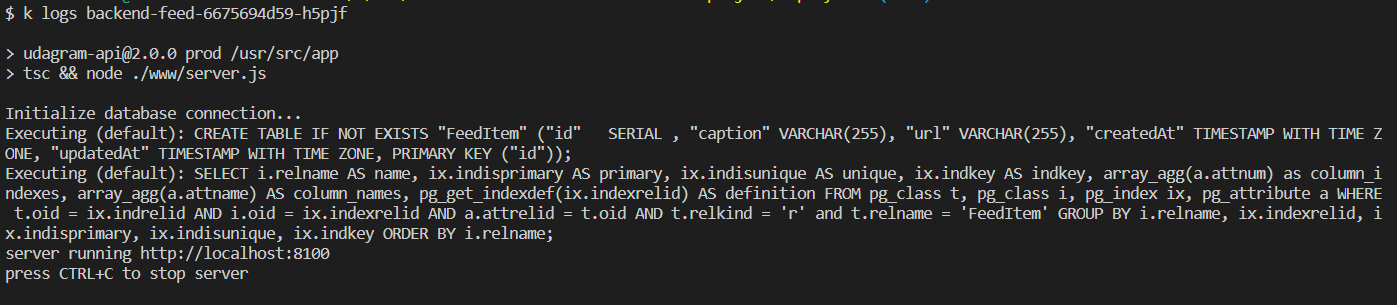 $ k logs backend-feed-6675694d59-h5pjf
> udagram-api@2.0.0 prod /usr/src/app
> tsc && node ./www/server.js
Initialize database connection...
Executing (default): CREATE TABLE IF NOT EXISTS "FeedItem" ("id"   SERIAL , "caption" VARCHAR(255), "url" VARCHAR(255), "createdAt" TIMESTAMP WITH TIME Z
ONE, "updatedAt" TIMESTAMP WITH TIME ZONE, PRIMARY KEY ("id"));
Executing (default): SELECT i.relname AS name, ix.indisprimary AS primary, ix.indisunique AS unique, ix.indkey AS indkey, array_agg(a.attnum) as column_i
ndexes, array_agg(a.attname) AS column_names, pg_get_indexdef(ix.indexrelid) AS definition FROM pg_class t, pg_class i, pg_index ix, pg_attribute a WHERE
 t.oid = ix.indrelid AND i.oid = ix.indexrelid AND a.attrelid = t.oid AND t.relkind = 'r' and t.relname = 'FeedItem' GROUP BY i.relname, ix.indexrelid, i
x.indisprimary, ix.indisunique, ix.indkey ORDER BY i.relname;
server running http://localhost:8100
press CTRL+C to stop server